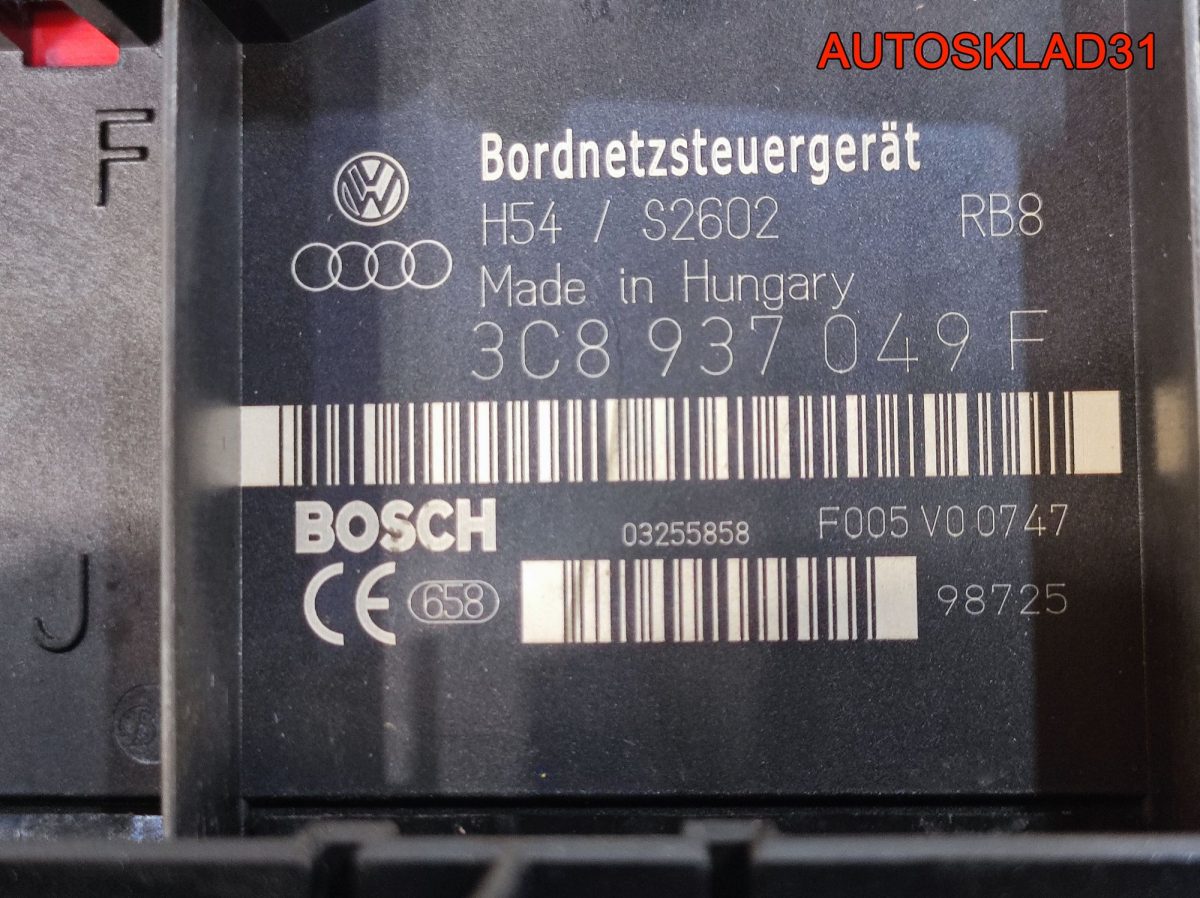 AUTOSKLAD31
F
Bordnetzsteuergerät
H54 / S2602 RB8
Made in Hungary
3C8 937 049 F
BOSCH 03255858 F005 V0 0747
CE 658 98725
J